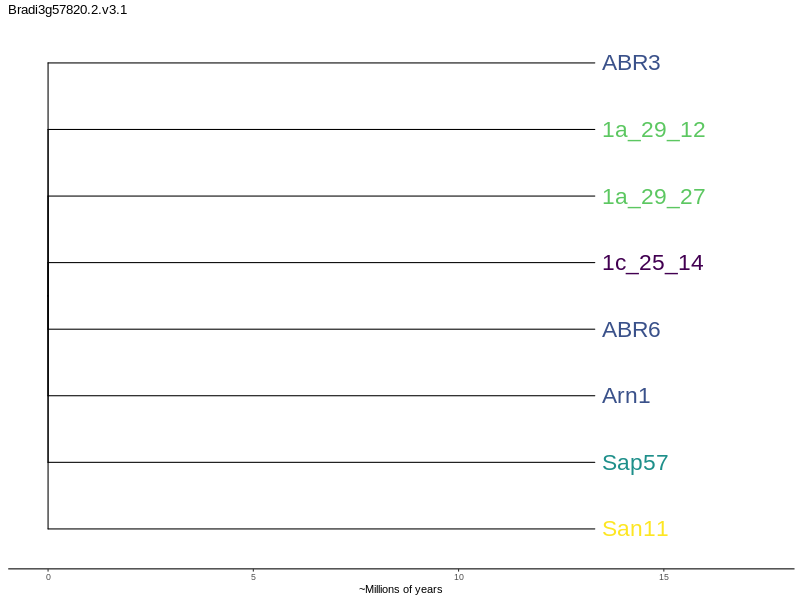 Bradi3g57820.2.v3.1
ABR3
1a_29_12
1a_29_27
1c_25_14
ABR6
Arn1
Sap57
San11
0 5 10 15
~Millions of years